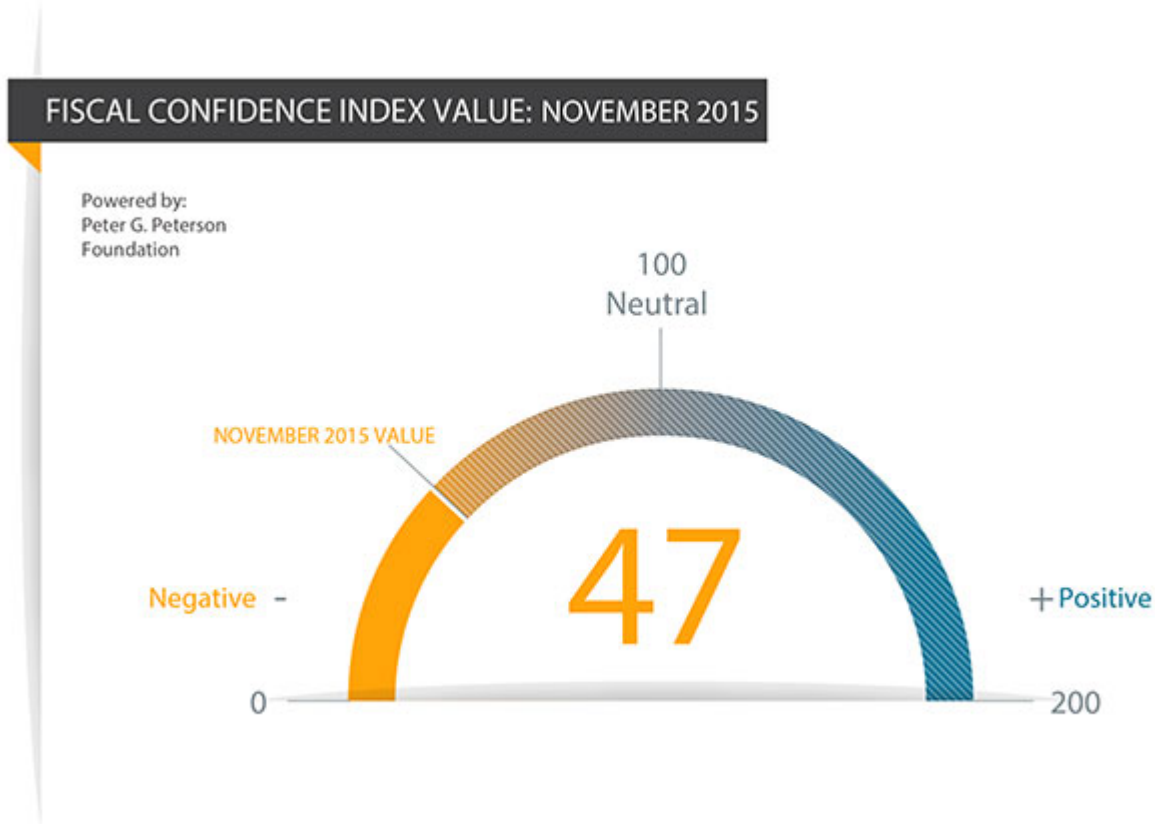 FISCAL CONFIDENCE INDEX VALUE: NOVEMBER 2015
Powered by:
Peter G. Peterson
Foundation
100
Neutral
NOVEMBER 2015 VALUE
47
Negative -
+ Positive
0
200